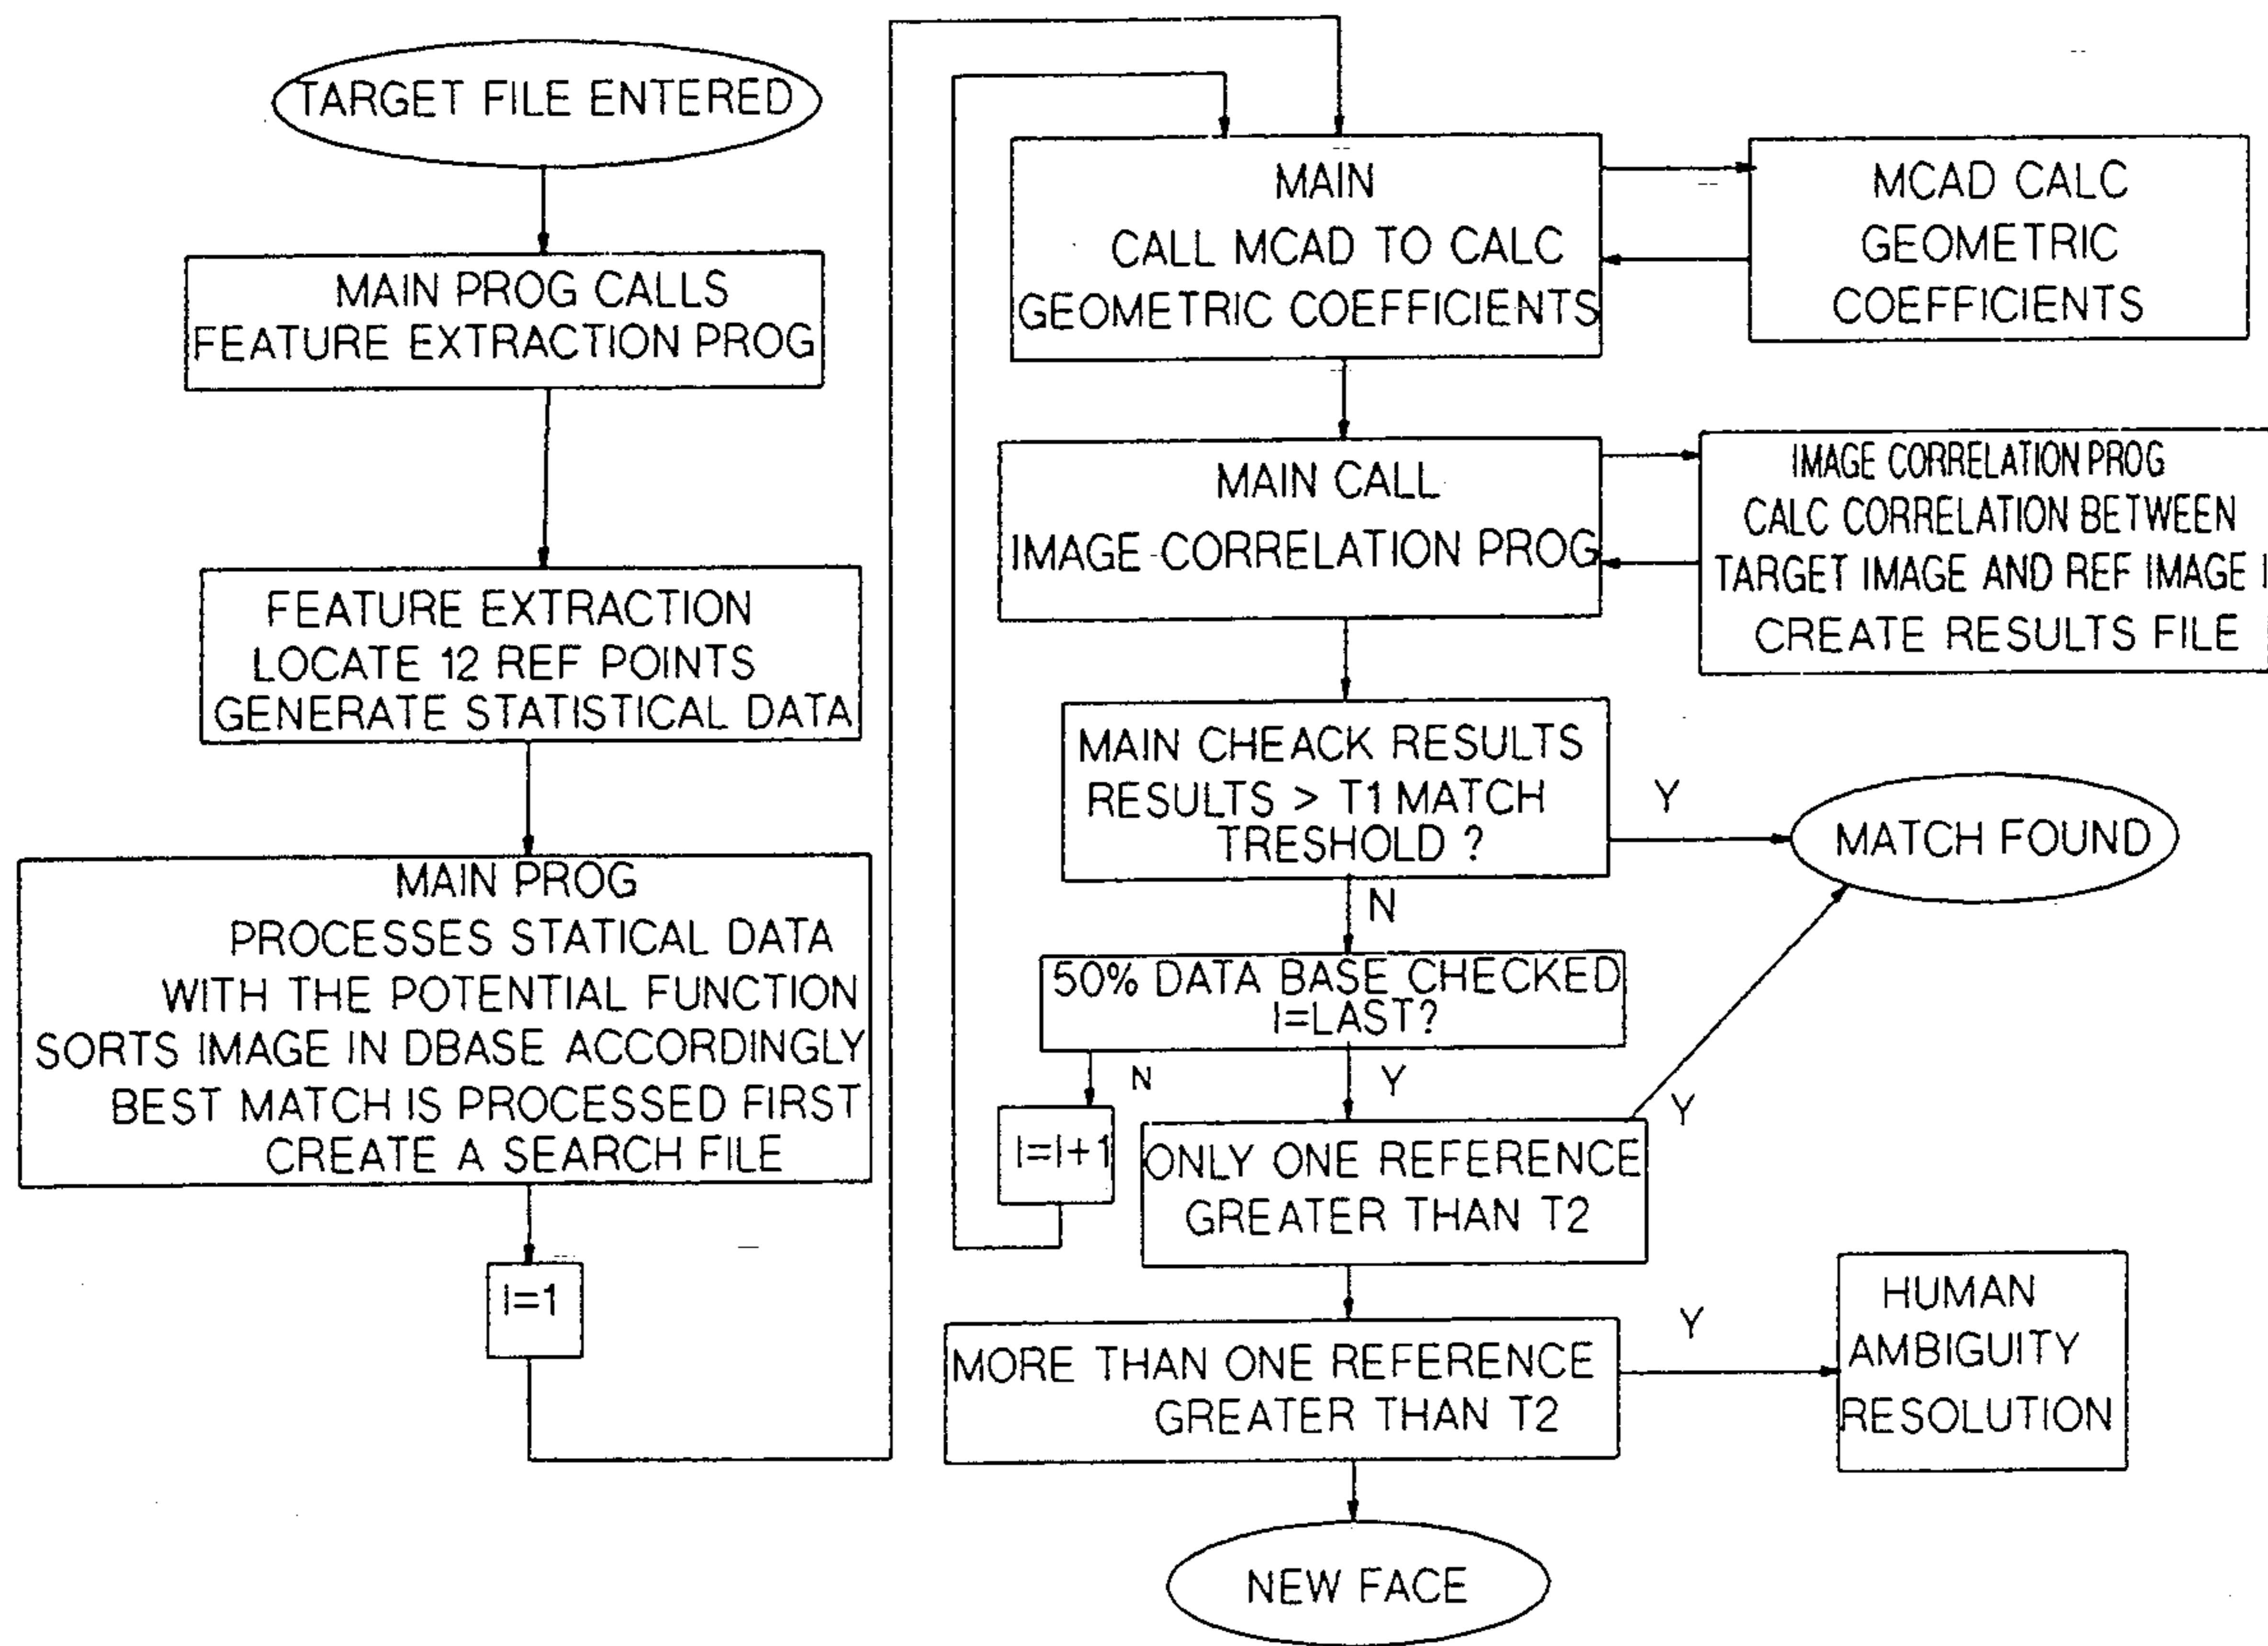 TARGET FILE ENTERED
MAIN PROG CALLS
FEATURE EXTRACTION PROG
FEATURE EXTRACTION
LOCATE 12 REF POINTS
GENERATE STATISTICAL DATA
MAIN PROG
PROCESSES STATICAL DATA
WITH THE POTENTIAL FUNCTION
SORTS IMAGE IN DBASE ACCORDINGLY
BEST MATCH IS PROCESSED FIRST
CREATE A SEARCH FILE
I=1
MAIN
CALL MCAD TO CALC
GEOMETRIC COEFFICIENTS
MCAD CALC
GEOMETRIC
COEFFICIENTS
MAIN CALL
IMAGE CORRELATION PROG
IMAGE CORRELATION PROG
CALC CORRELATION BETWEEN
TARGET IMAGE AND REF IMAGE I
CREATE RESULTS FILE
MAIN CHEACK RESULTS
RESULTS > T1 MATCH
TRESHOLD ?
Y
MATCH FOUND
N
50% DATA BASE CHECKED
I=LAST?
N
Y
I=I+1
ONLY ONE REFERENCE
GREATER THAN T2
Y
MORE THAN ONE REFERENCE
GREATER THAN T2
Y
HUMAN
AMBIGUITY
RESOLUTION
NEW FACE